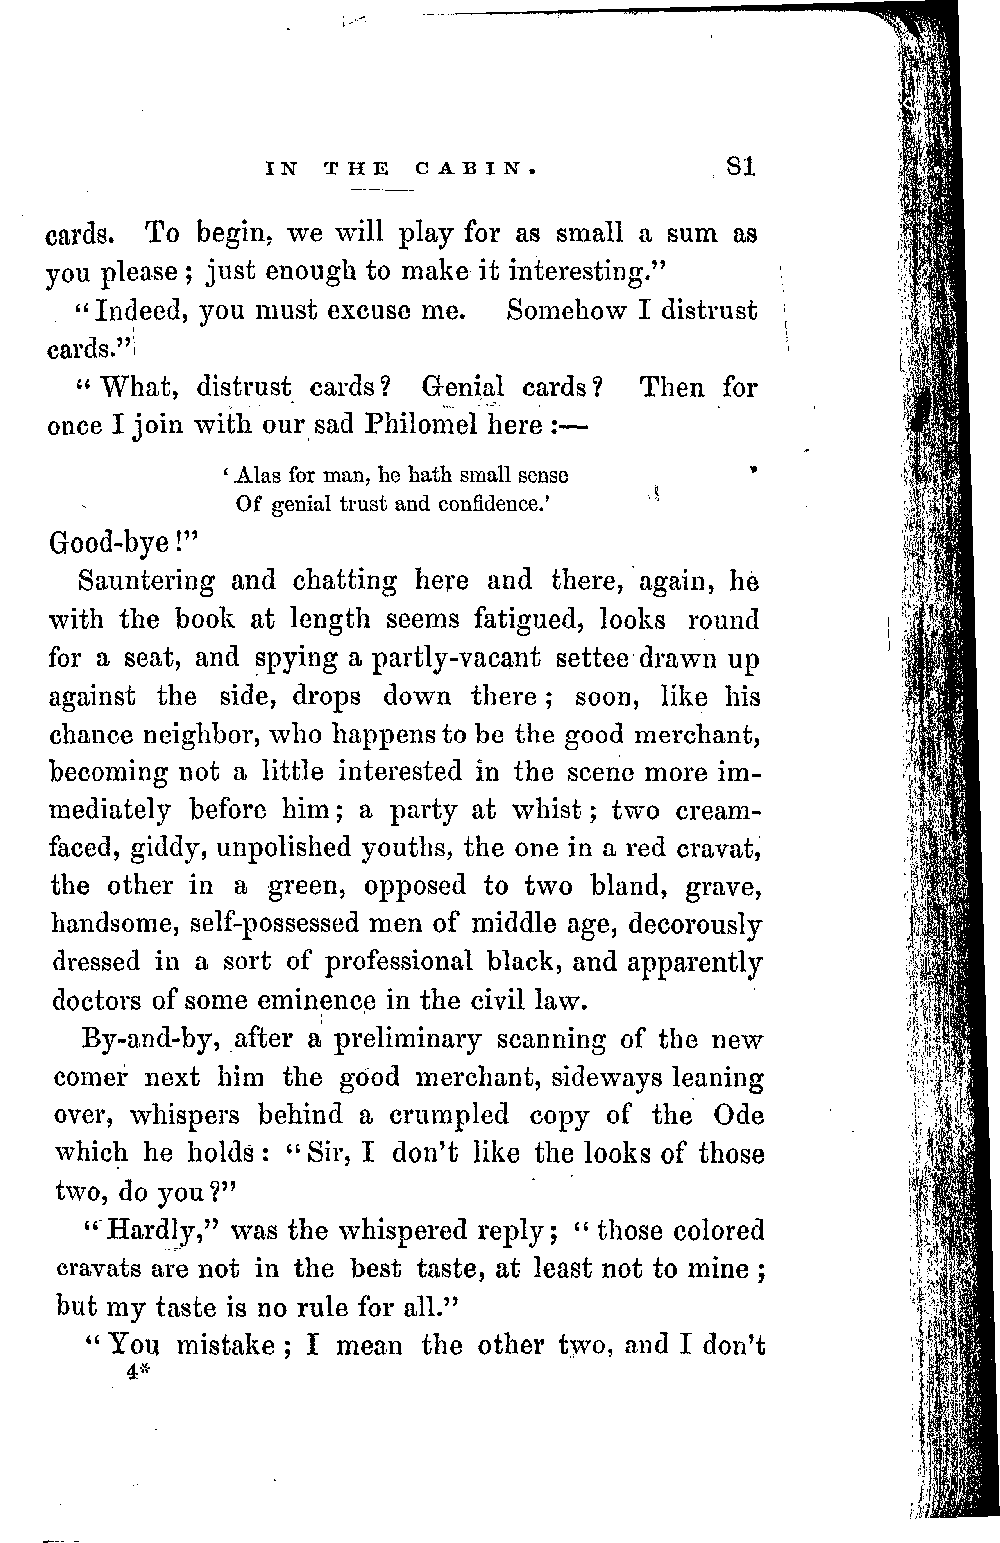 IN THE CABIN. 81
cards. To begin, we will play for as small a sum as
you please; just enough to make it interesting."
"Indeed, you must excuse me. Somehow I distrust
cards."
"What, distrust cards? Genial cards? Then for
once I join with our sad Philomel here:—
'Alas for man, he hath small sense
Of genial trust and confidence.'
Good-bye!"
Sauntering and chatting here and there, again, he
with the book at length seems fatigued, looks round
for a seat, and spying a partly-vacant settee drawn up
against the side, drops down there; soon, like his
chance neighbor, who happens to be the good merchant,
becoming not a little interested in the scene more im-
mediately before him; a party at whist; two cream-
faced, giddy, unpolished youths, the one in a red cravat,
the other in a green, opposed to two bland, grave,
handsome, self-possessed men of middle age, decorously
dressed in a sort of professional black, and apparently
doctors of some eminence in the civil law.
By-and-by, after a preliminary scanning of the new
comer next him the good merchant, sideways leaning
over, whispers behind a crumpled copy of the Ode
which he holds: "Sir, I don't like the looks of those
two, do you?"
"Hardly," was the whispered reply; "those colored
cravats are not in the best taste, at least not to mine;
but my taste is no rule for all."
"You mistake; I mean the other two, and I don't
4*